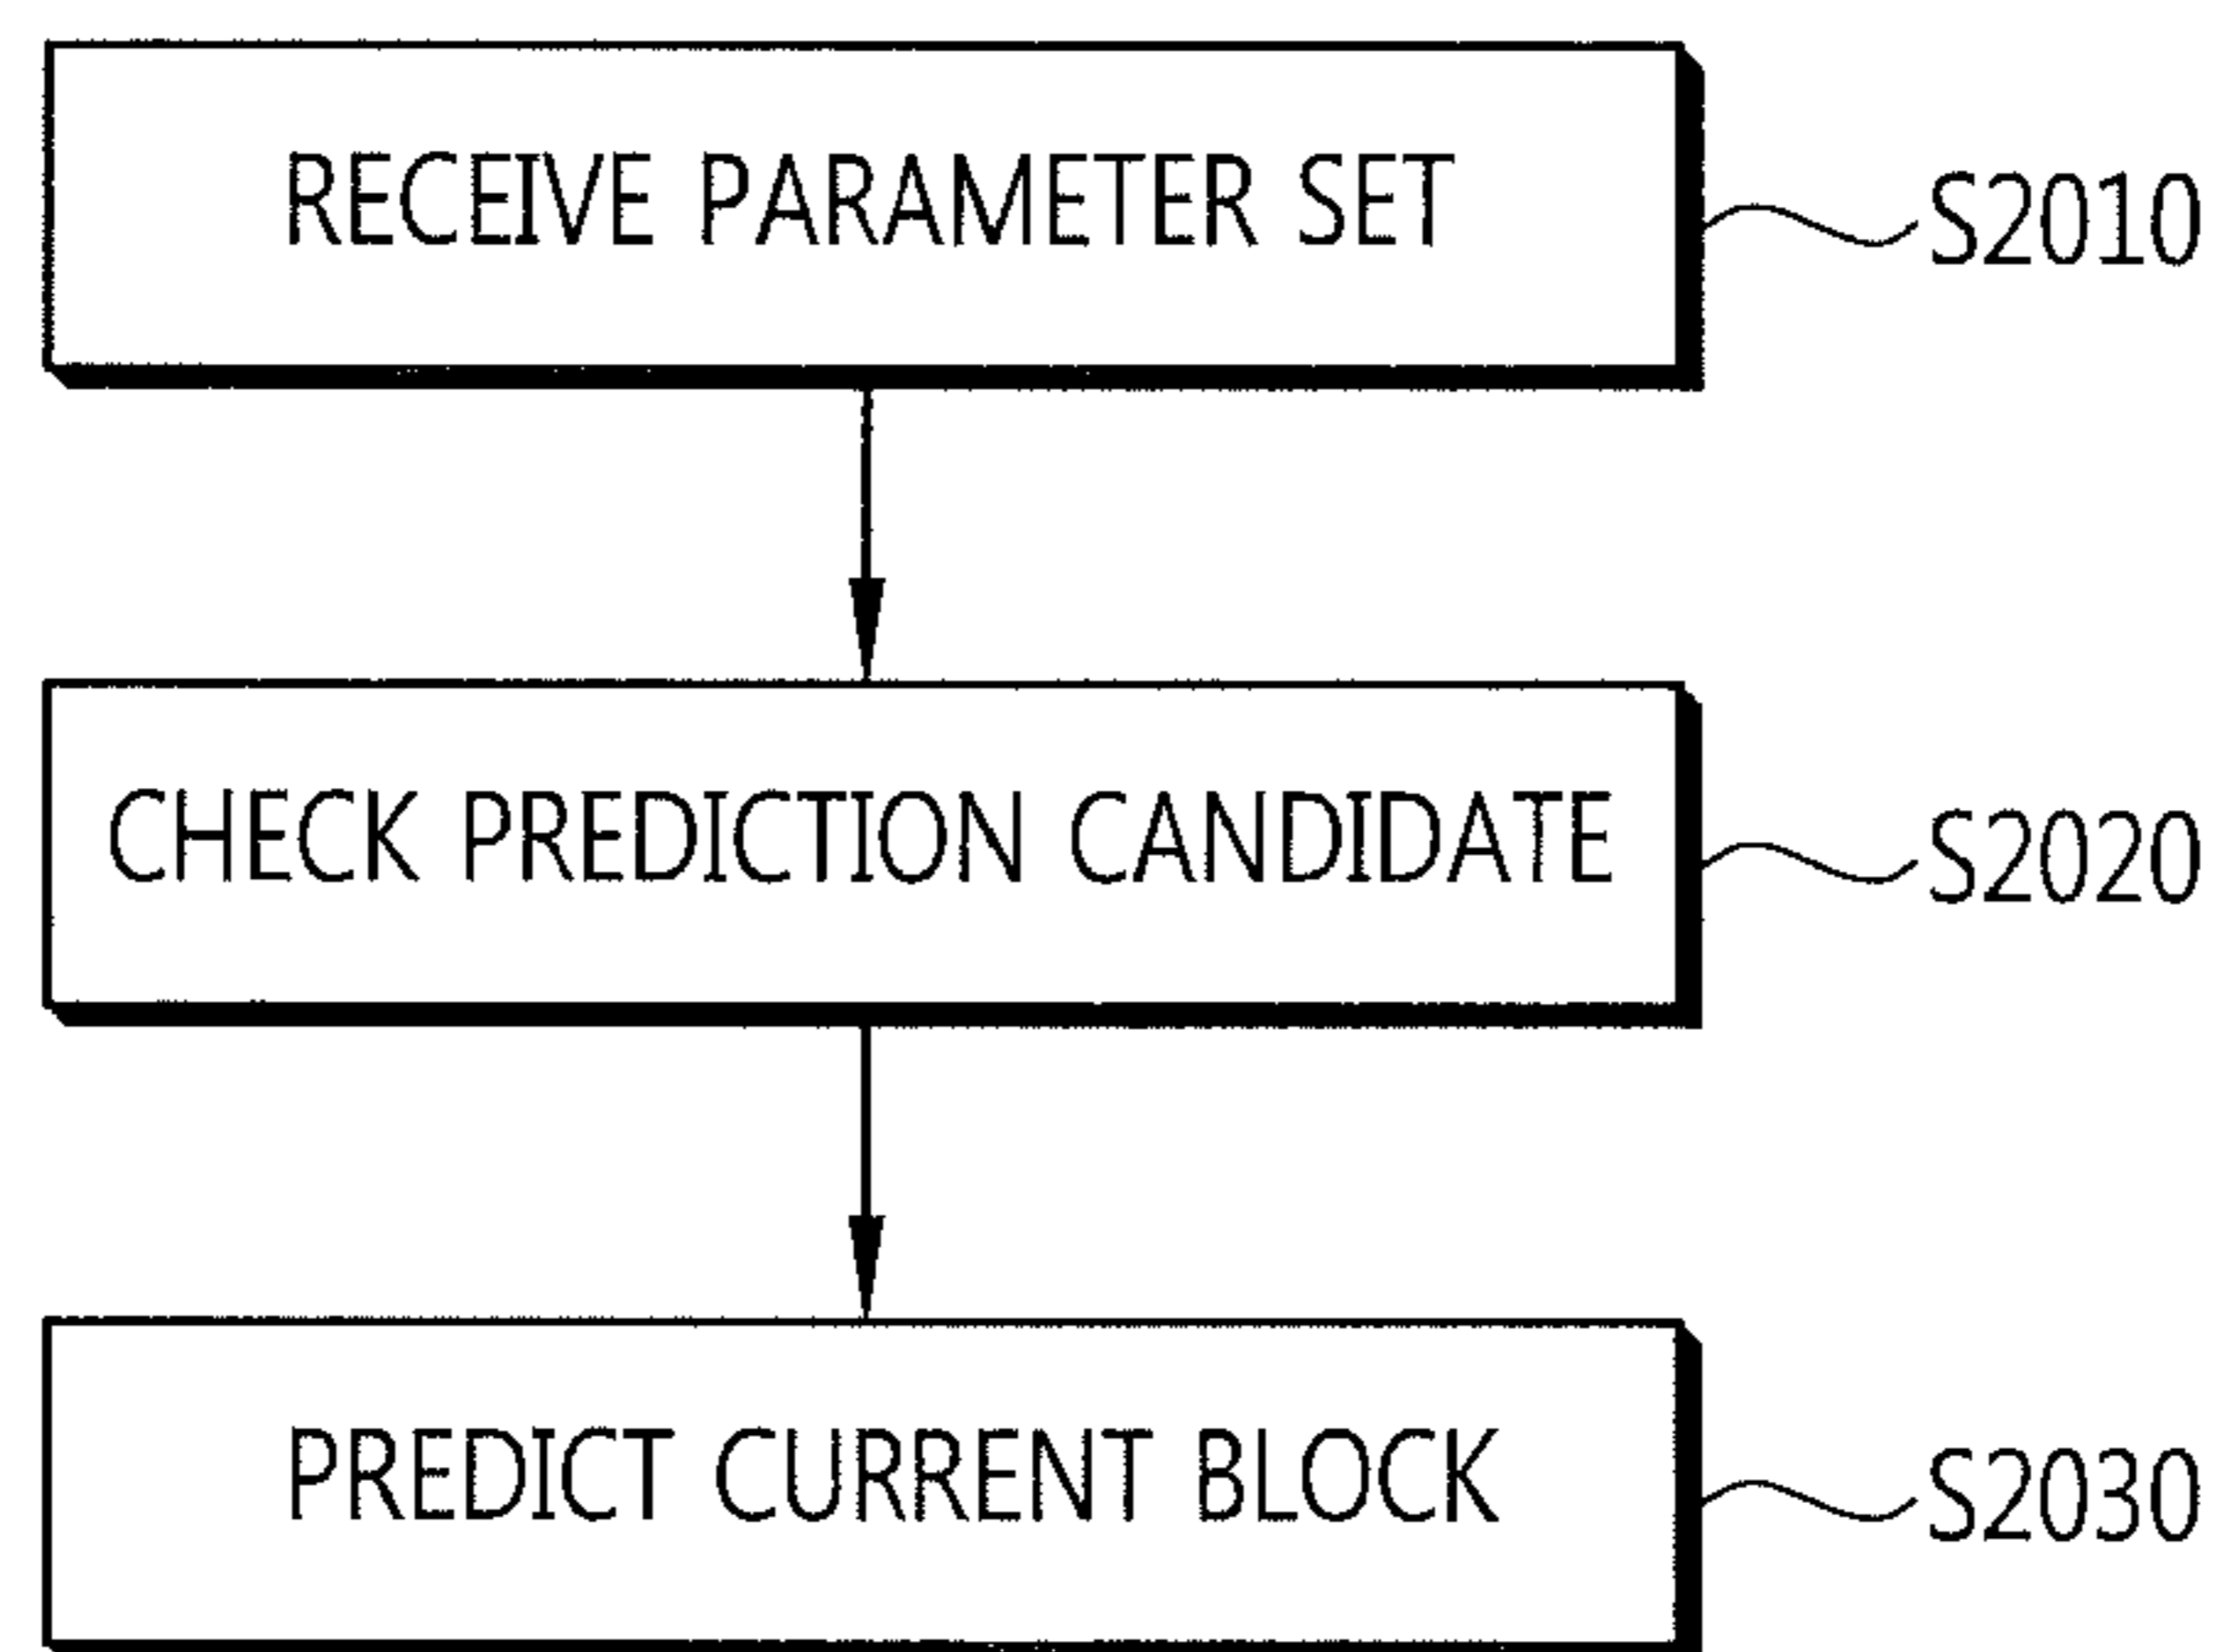 RECEIVE PARAMETER SET
S2010
CHECK PREDICTION CANDIDATE
S2020
PREDICT CURRENT BLOCK
S2030